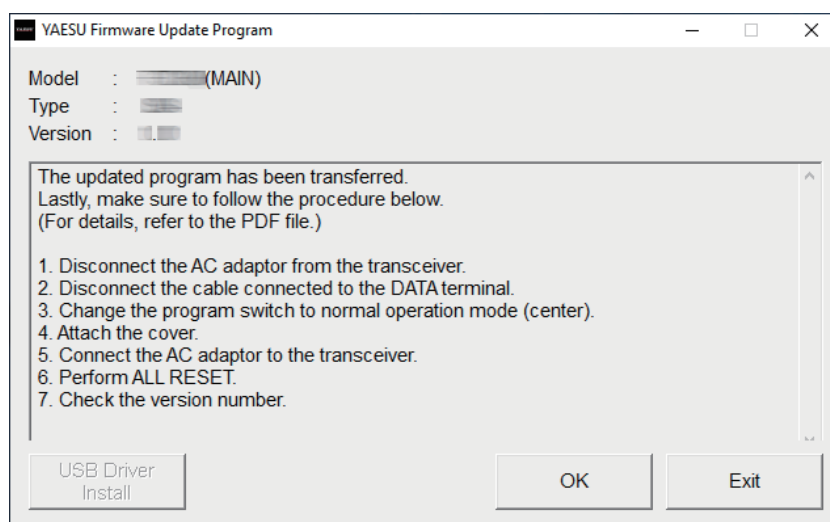 YAESU Firmware Update Program
Model : (MAIN)
Type :
Version : .
The updated program has been transferred.
Lastly, make sure to follow the procedure below.
(For details, refer to the PDF file.)
1. Disconnect the AC adaptor from the transceiver.
2. Disconnect the cable connected to the DATA terminal.
3. Change the program switch to normal operation mode (center).
4. Attach the cover.
5. Connect the AC adaptor to the transceiver.
6. Perform ALL RESET.
7. Check the version number.
USB Driver
Install
OK
Exit